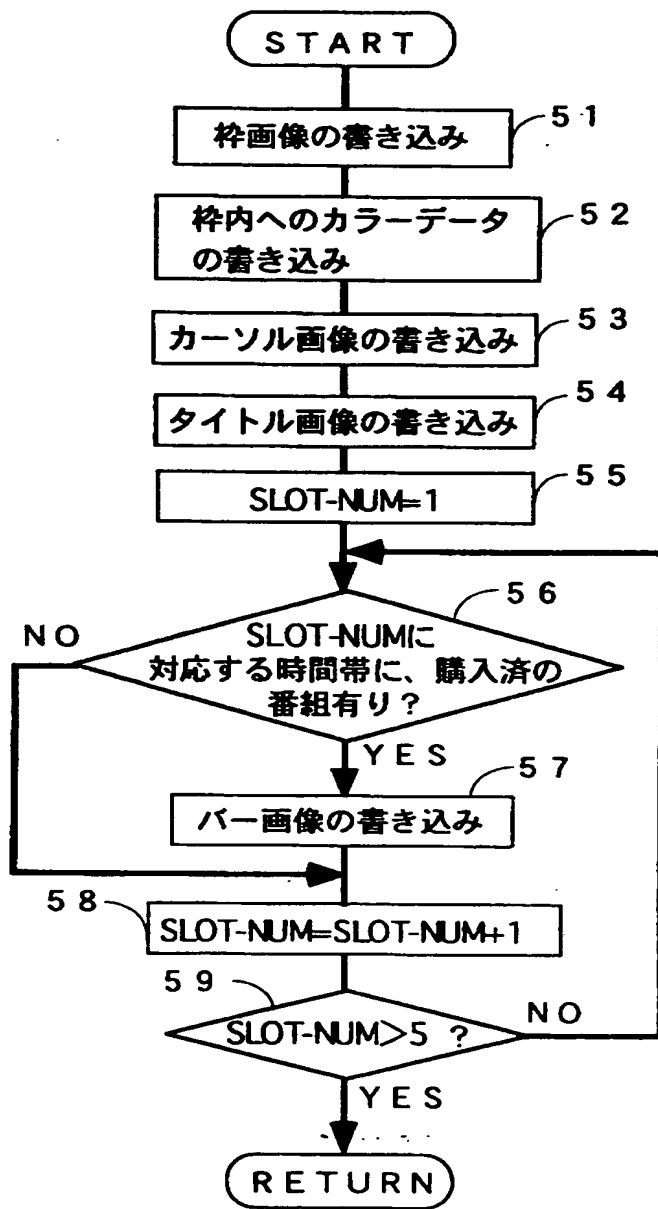 START
枠画像の書き込み
51
枠内へのカラーデータ
の書き込み
52
カーソル画像の書き込み
53
タイトル画像の書き込み
54
SLOT-NUM=1
55
56
NO
SLOT-NUMに
対応する時間帯に、購入済の
番組有り?
YES
57
バー画像の書き込み
58
SLOT-NUM=SLOT-NUM+1
59
SLOT-NUM>5 ?
NO
YES
RETURN